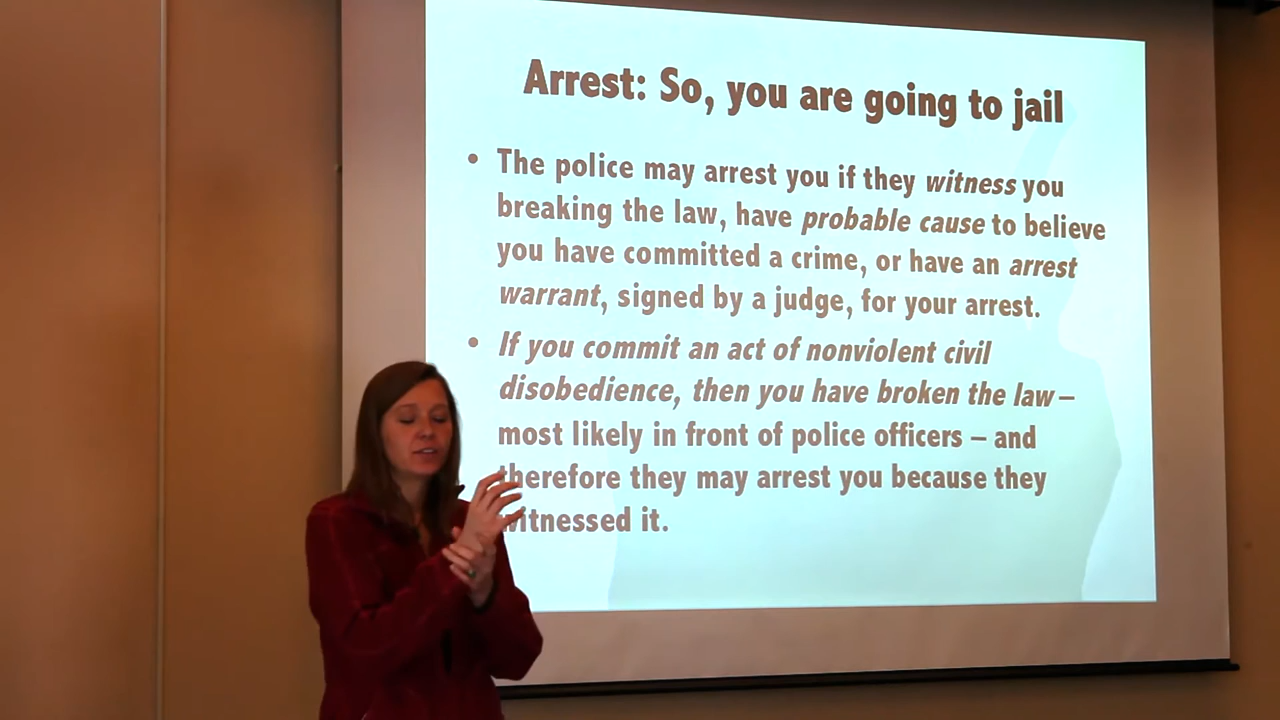 Arrest: So, you are going to jail
• The police may arrest you if they witness you
breaking the law, have probable cause to believe
you have committed a crime, or have an arrest
warrant, signed by a judge, for your arrest.
• If you commit an act of nonviolent civil
disobedience, then you have broken the law –
most likely in front of police officers – and
therefore they may arrest you because they
witnessed it.